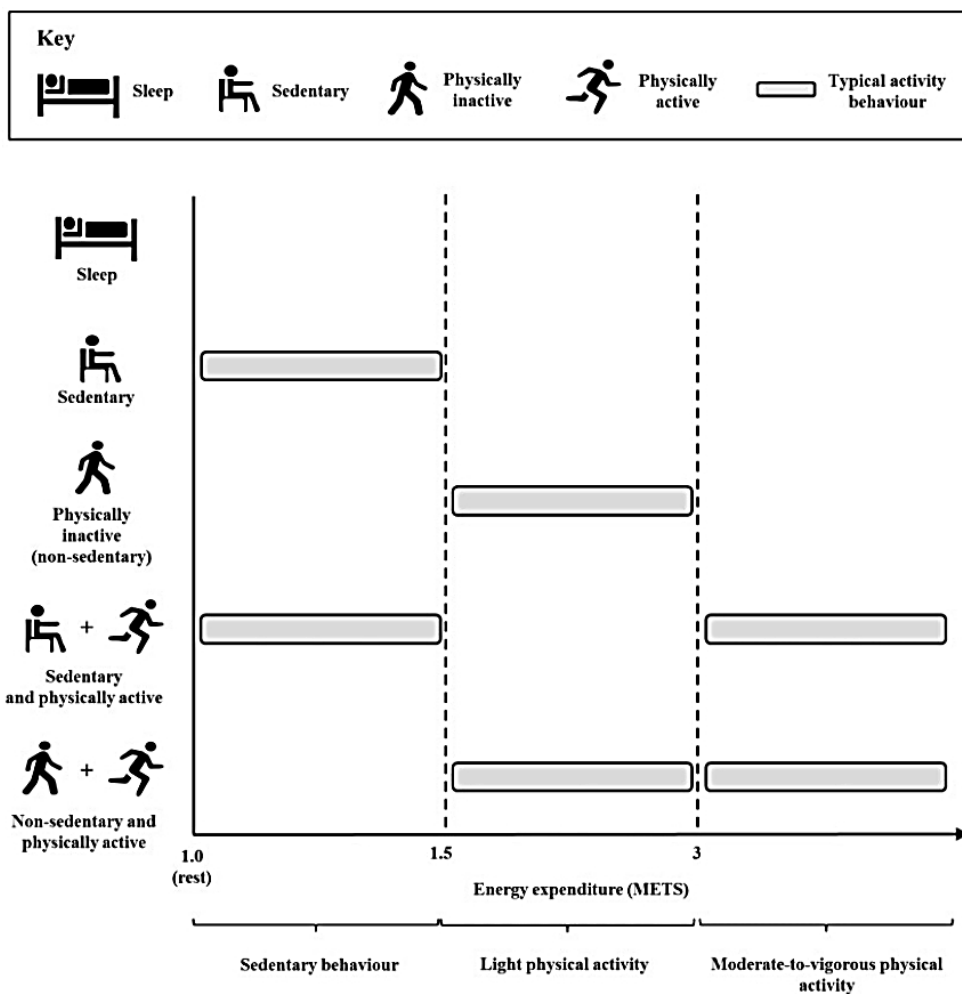 Key
Sleep
Sedentary
Physically
inactive
Physically
active
Typical activity
behaviour
Sleep
Sedentary
Physically
inactive
(non-sedentary)
+
Sedentary
and physically active
+
Non-sedentary and
physically active
1.0
(rest)
1.5
3
Energy expenditure (METS)
Sedentary behaviour
Light physical activity
Moderate-to-vigorous physical
activity